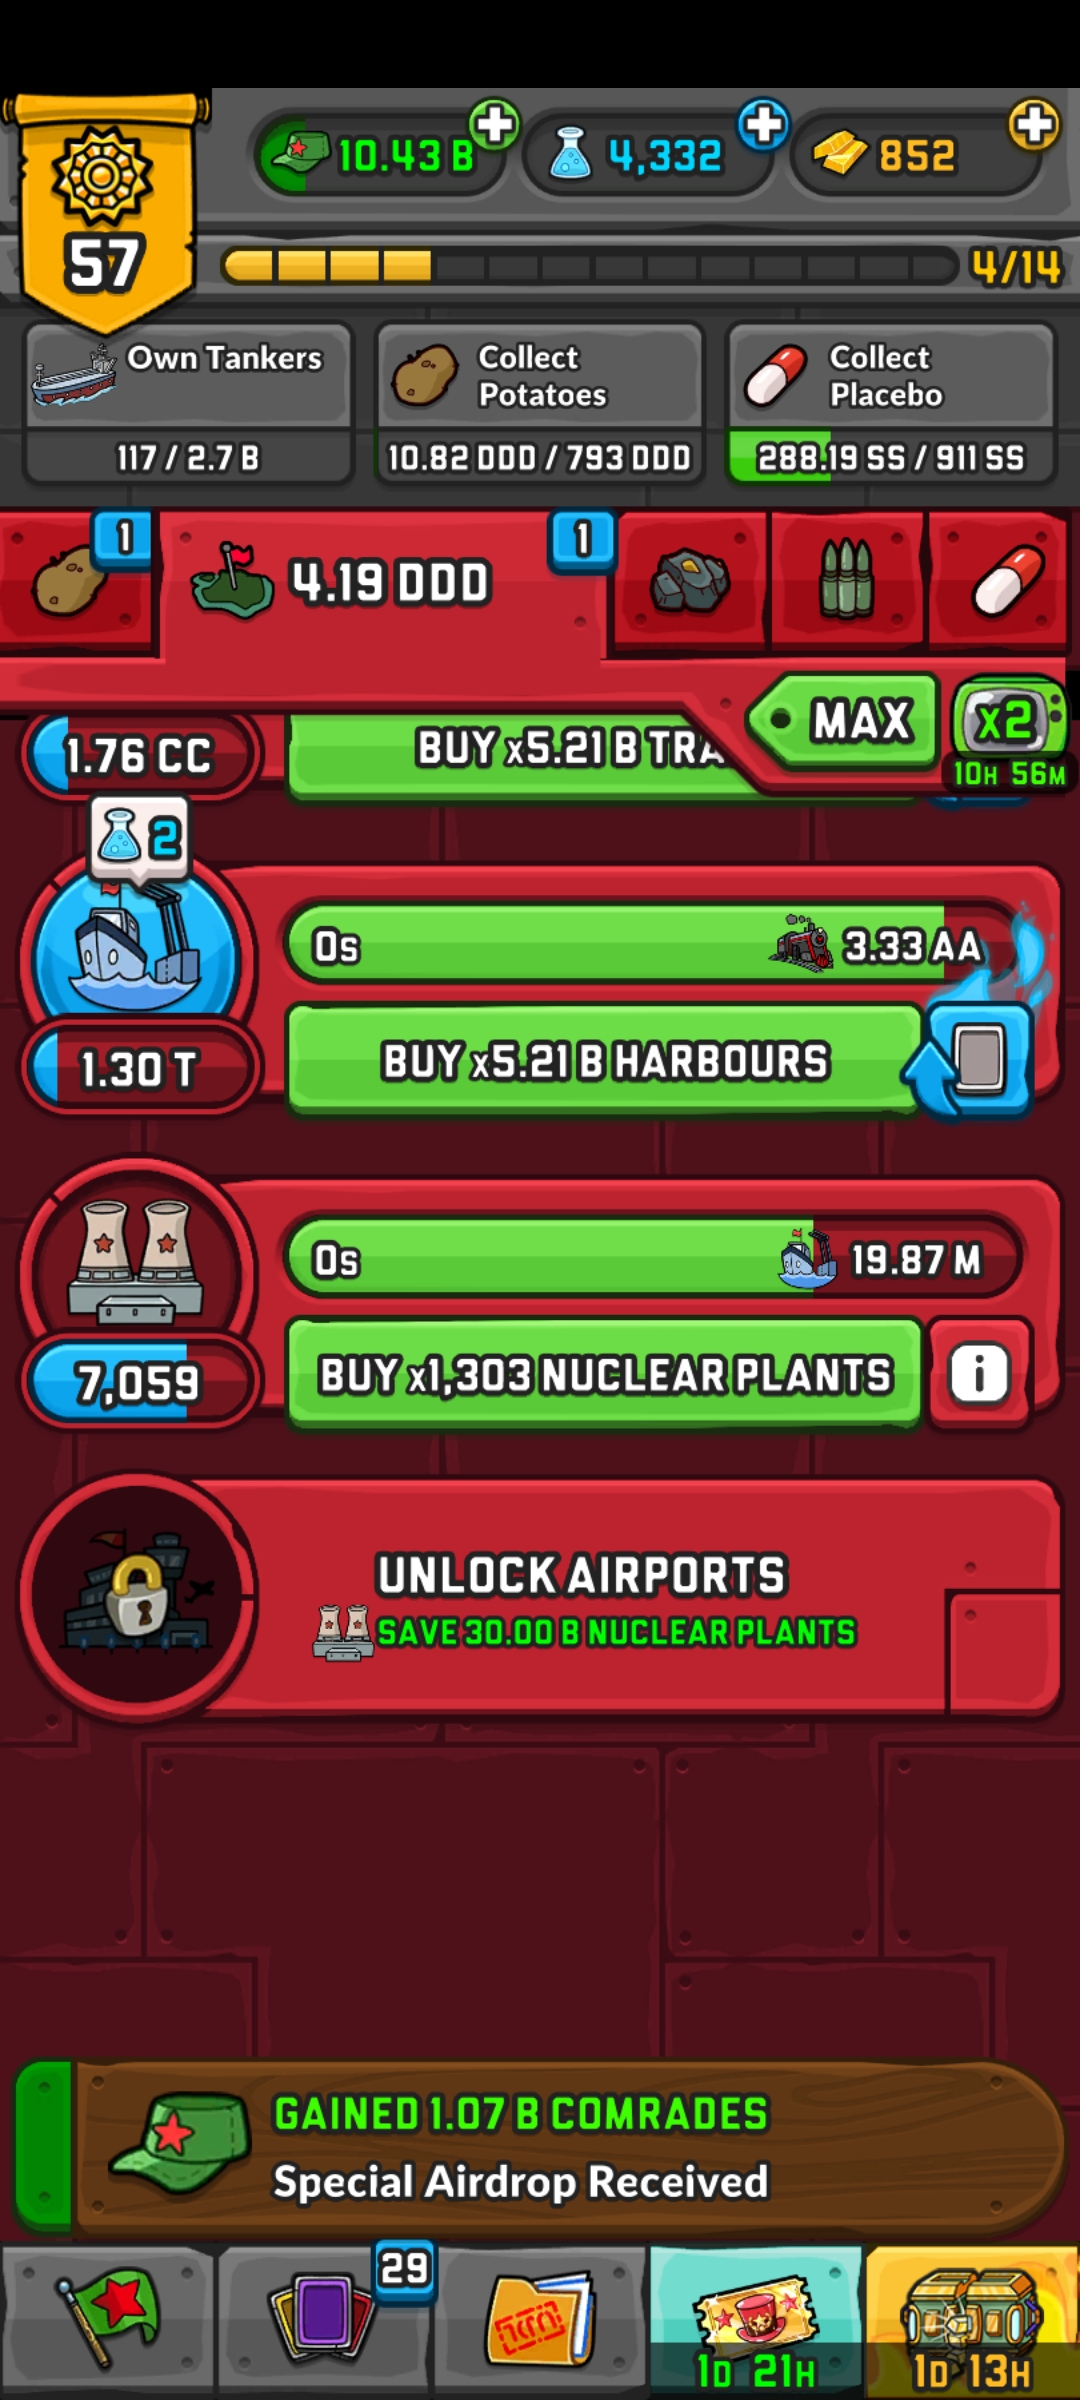 57
10.43 B
4,332
852
4/14
Own Tankers
117 / 2.7 B
Collect
Potatoes
10.82 DDD / 793 DDD
Collect
Placebo
288.19 SS / 911 SS
1
4.19 DDD
1
MAX
x2
10H 56M
1.76 CC
BUY x5.21 B TRA
2
0s
3.33 AA
1.30 T
BUY x5.21 B HARBOURS
0s
19.87 M
7,059
BUY x1,303 NUCLEAR PLANTS
i
UNLOCK AIRPORTS
SAVE 30.00 B NUCLEAR PLANTS
GAINED 1.07 B COMRADES
Special Airdrop Received
29
1D 21H
1D 13H